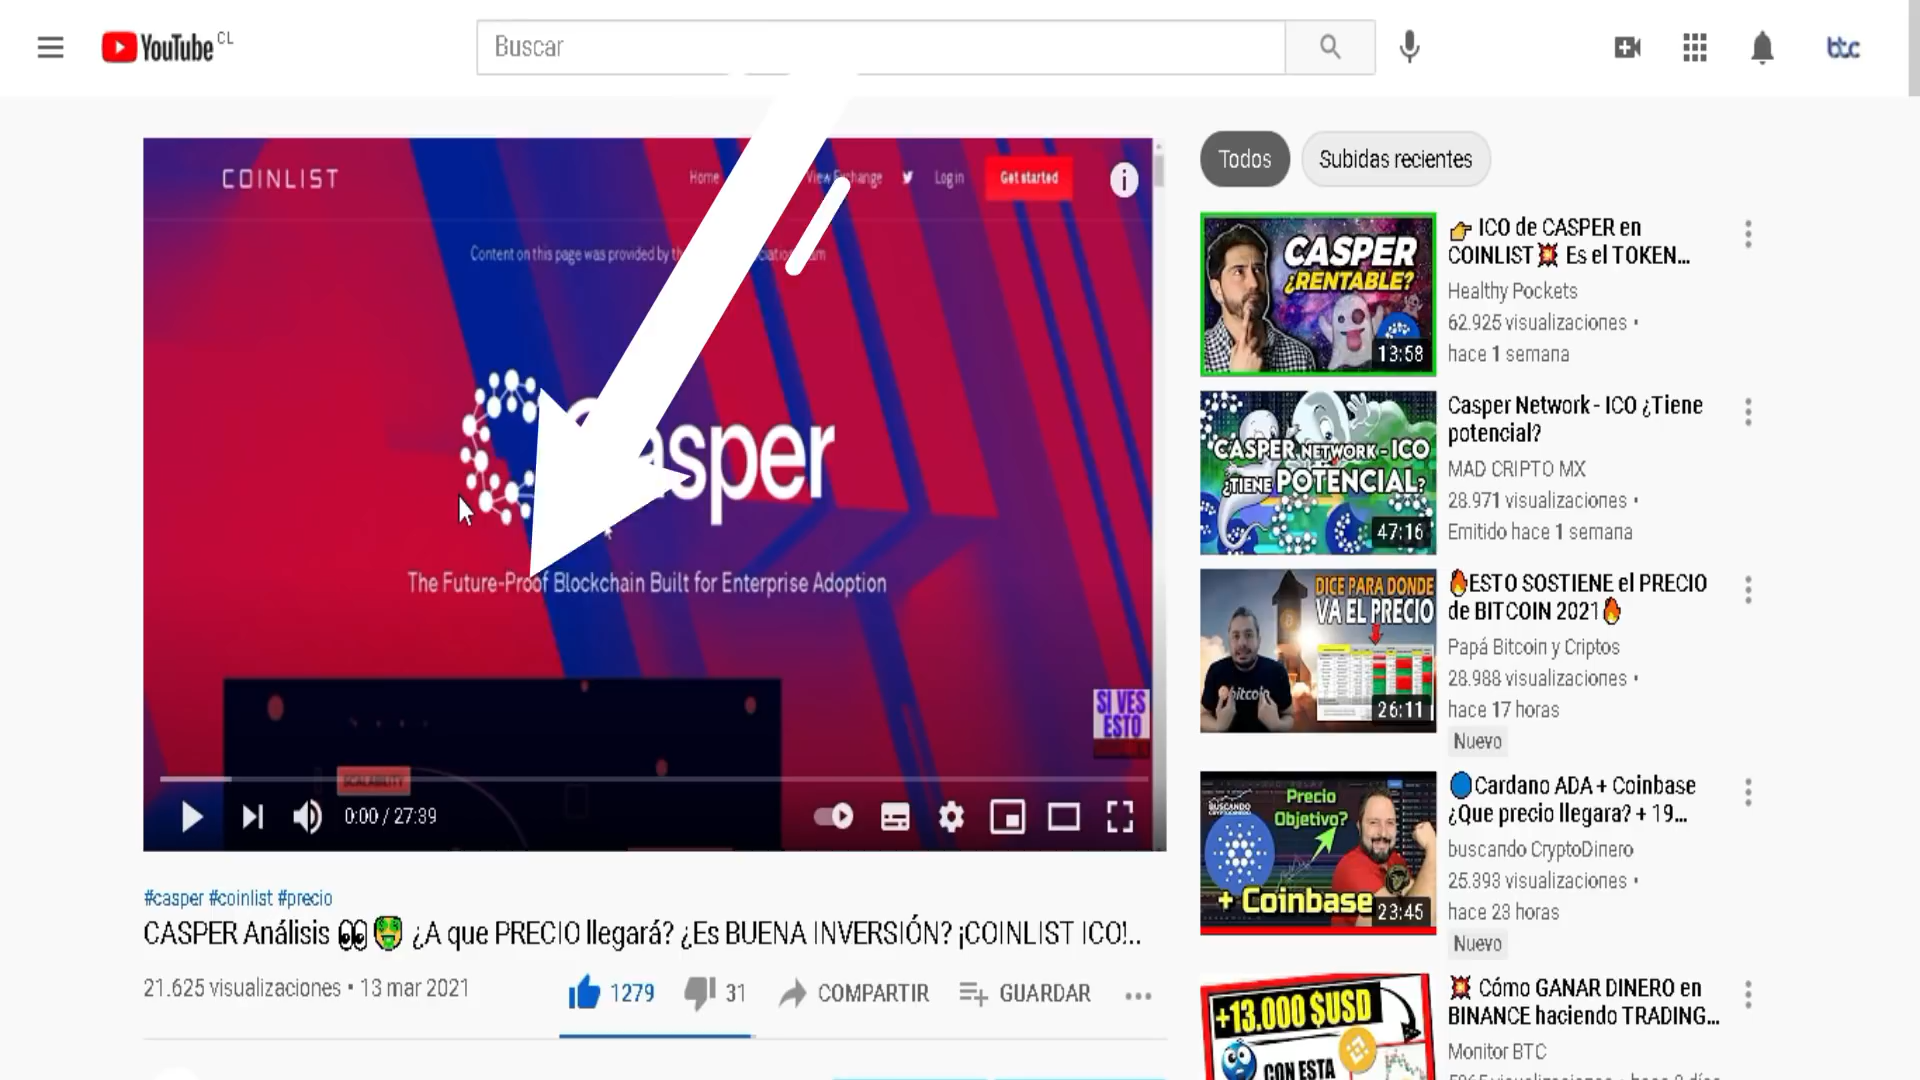 YouTube CL
Buscar
btc
COINLIST
Home
View Exchange
Log in
Get started
Content on this page was provided by
Casper
The Future-Proof Blockchain Built for Enterprise Adoption
SI VES
ESTO
SCALABILITY
0:00 / 27:39
#casper #coinlist #precio
CASPER Análisis 👀🤑 ¿A que PRECIO llegará? ¿Es BUENA INVERSIÓN? ¡COINLIST ICO!..
21.625 visualizaciones • 13 mar 2021
1279
31
COMPARTIR
GUARDAR
Todos
Subidas recientes
CASPER
¿RENTABLE?
13:58
👉 ICO de CASPER en
COINLIST💥 Es el TOKEN...
Healthy Pockets
62.925 visualizaciones •
hace 1 semana
CASPER NETWORK - ICO
¿TIENE POTENCIAL?
47:16
Casper Network - ICO ¿Tiene
potencial?
MAD CRIPTO MX
28.971 visualizaciones •
Emitido hace 1 semana
DICE PARA DONDE
VA EL PRECIO
bitcoin
26:11
🔥ESTO SOSTIENE el PRECIO
de BITCOIN 2021🔥
Papá Bitcoin y Criptos
28.988 visualizaciones •
hace 17 horas
Nuevo
BUSCANDO
CRYPTODINERO
Precio
Objetivo?
+ Coinbase
23:45
🔵Cardano ADA + Coinbase
¿Que precio llegara? + 19...
buscando CryptoDinero
25.393 visualizaciones •
hace 23 horas
Nuevo
+13.000 $USD
CON ESTA
💥 Cómo GANAR DINERO en
BINANCE haciendo TRADING...
Monitor BTC